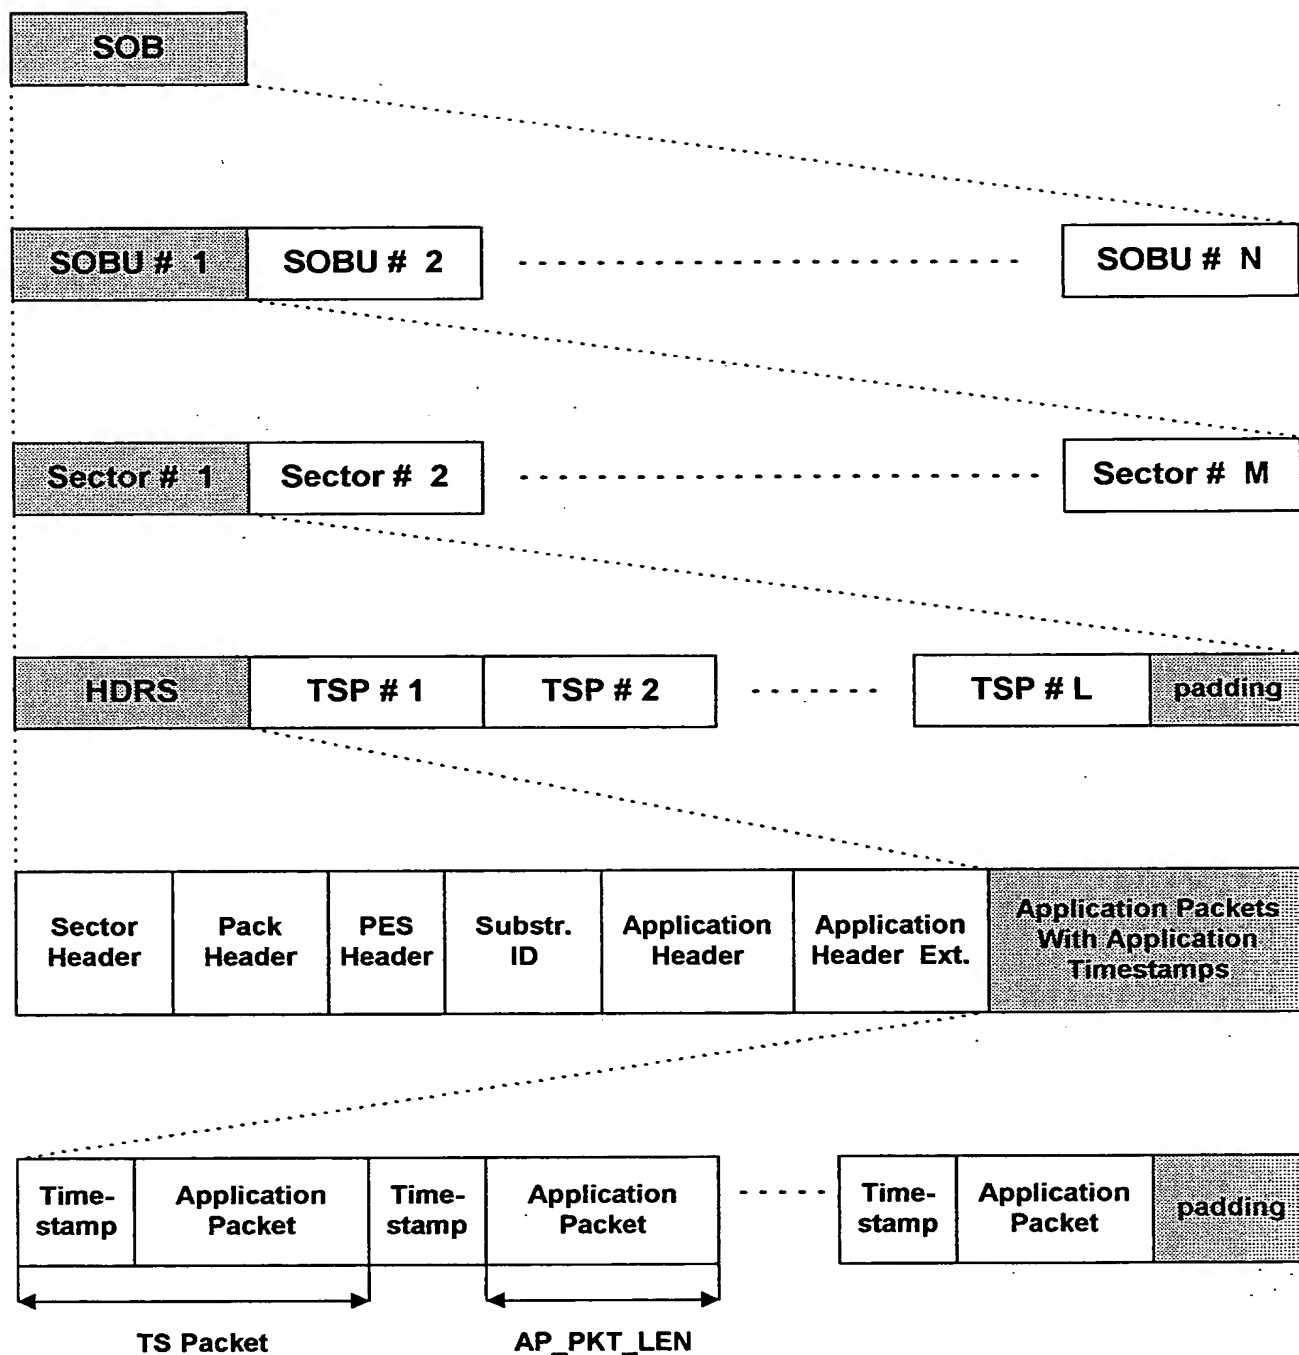 SOB
SOBU # 1 SOBU # 2 SOBU # N
Sector # 1 Sector # 2 Sector # M
HDRS TSP # 1 TSP # 2 TSP # L padding
Sector Header
Pack Header
PES Header
Substr. ID
Application Header
Application Header Ext.
Application Packets
With Application
Timestamps
Time-
stamp
Application
Packet
Time-
stamp
Application
Packet
Time-
stamp
Application
Packet
padding
TS Packet AP_PKT_LEN